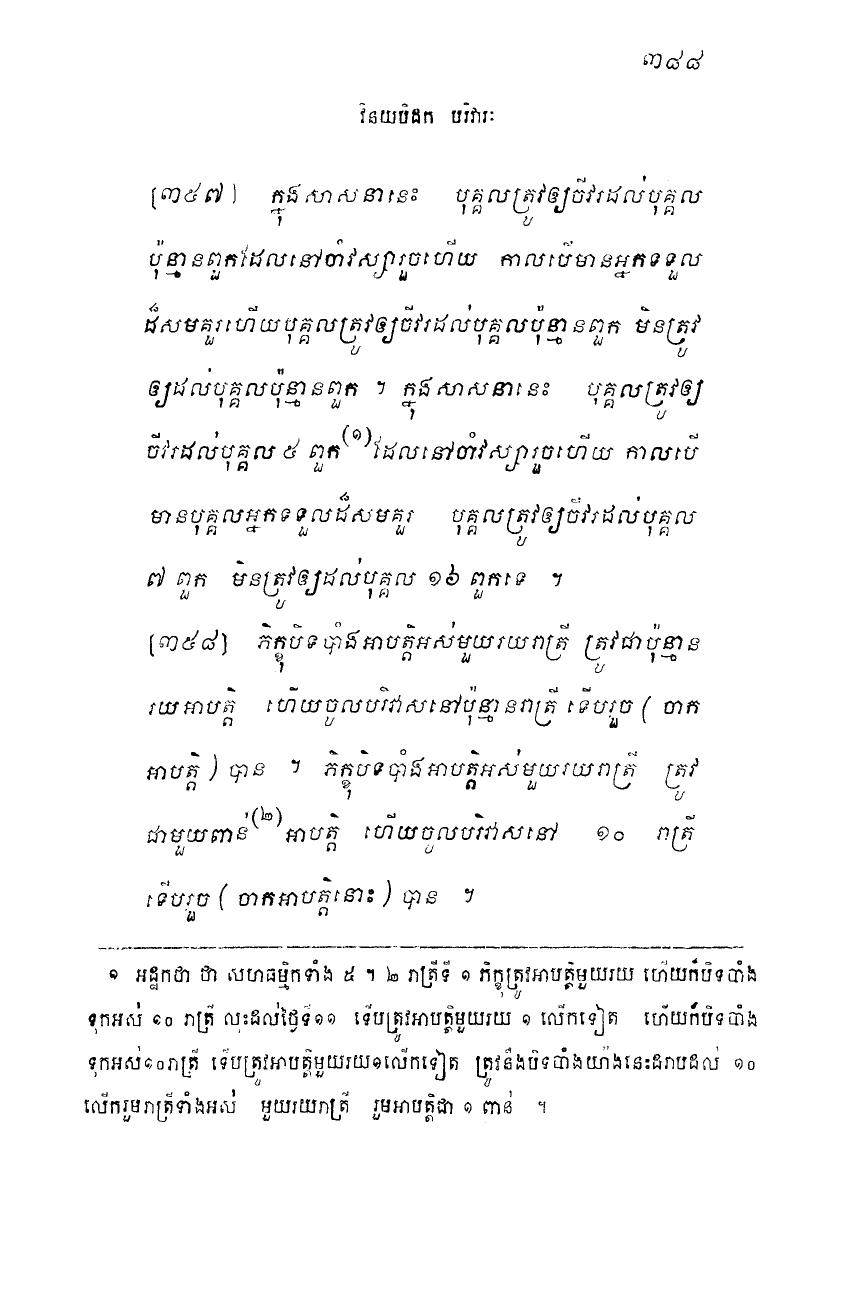 ៣៨៨
វិនយបិដក បរិវារៈ
[៣៥៧] ក្នុងសាសនានេះ បុគ្គលត្រូវឲ្យចីវរដល់បុគ្គល
ប៉ុន្មានពួកដែលនៅចាំវស្សារួចហើយ កាលបើមានអ្នកទទួល
ដ៏សមគួរហើយបុគ្គលត្រូវឲ្យចីវរដល់បុគ្គលប៉ុន្មានពួក មិនត្រូវ
ឲ្យដល់បុគ្គលប៉ុន្មានពួក ។ ក្នុងសាសនានេះ បុគ្គលត្រូវឲ្យ
ចីវរដល់បុគ្គល ៥ ពួក(១)ដែលនៅចាំវស្សារួចហើយ កាលបើ
មានបុគ្គលអ្នកទទួលដ៏សមគួរ បុគ្គលត្រូវឲ្យចីវរដល់បុគ្គល
៧ ពួក មិនត្រូវឲ្យដល់បុគ្គល ១៦ ពួកទេ ។
[៣៥៨] ភិក្ខុបិទបាំងអាបត្តិអស់មួយរយរាត្រី ត្រូវជាប៉ុន្មាន
រយអាបត្តិ ហើយចូលបរិវាសនៅប៉ុន្មានរាត្រី ទើបរួច ( ចាក
អាបត្តិ ) បាន ។ ភិក្ខុបិទបាំងអាបត្តិអស់មួយរយរាត្រី ត្រូវ
ជាមួយពាន់(២)អាបត្តិ ហើយចូលបរិវាសនៅ ១០ រាត្រី
ទើបរួច ( ចាកអាបត្តិនោះ ) បាន ។
១ អដ្ឋកថា ថា សហធម្មិកទាំង ៥ ។ ២ រាត្រីទី ១ ភិក្ខុត្រូវអាបត្តិមួយរយ ហើយក៏បិទបាំង
ទុកអស់ ១០ រាត្រី លុះដល់ថ្ងៃទី១១ ទើបត្រូវអាបត្តិមួយរយ ១ លើកទៀត ហើយក៏បិទបាំង
ទុកអស់១០រាត្រី ទើបត្រូវអាបត្តិមួយរយ១លើកទៀត ត្រូវនឹងបិទបាំងយ៉ាងនេះដរាបដល់ ១០
លើករួមរាត្រីទាំងអស់ មួយរយរាត្រី រួមអាបត្តិជា ១ ពាន់ ។